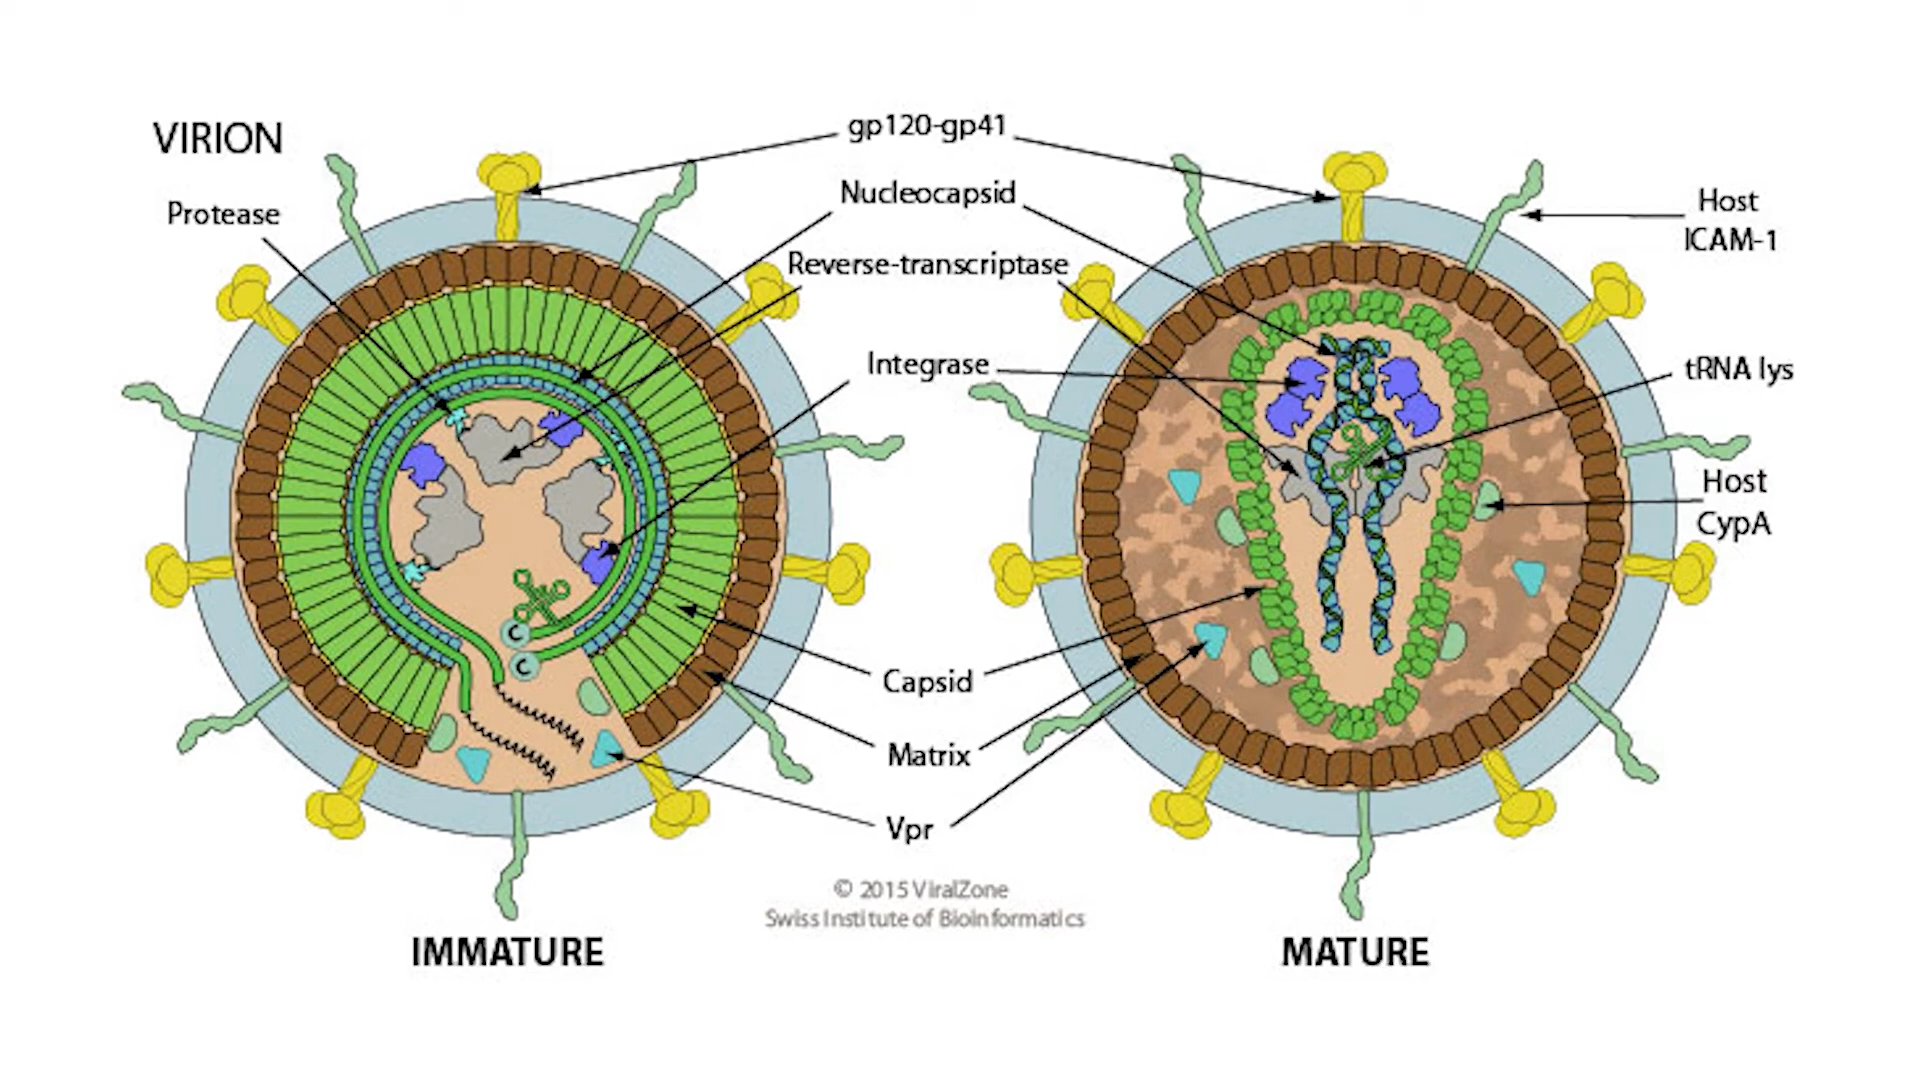 VIRION
gp120-gp41
Protease
Nucleocapsid
Host
ICAM-1
Reverse-transcriptase
Integrase
tRNA lys
Host
CypA
C
C
Capsid
Matrix
Vpr
© 2015 ViralZone
Swiss Institute of Bioinformatics
IMMATURE
MATURE